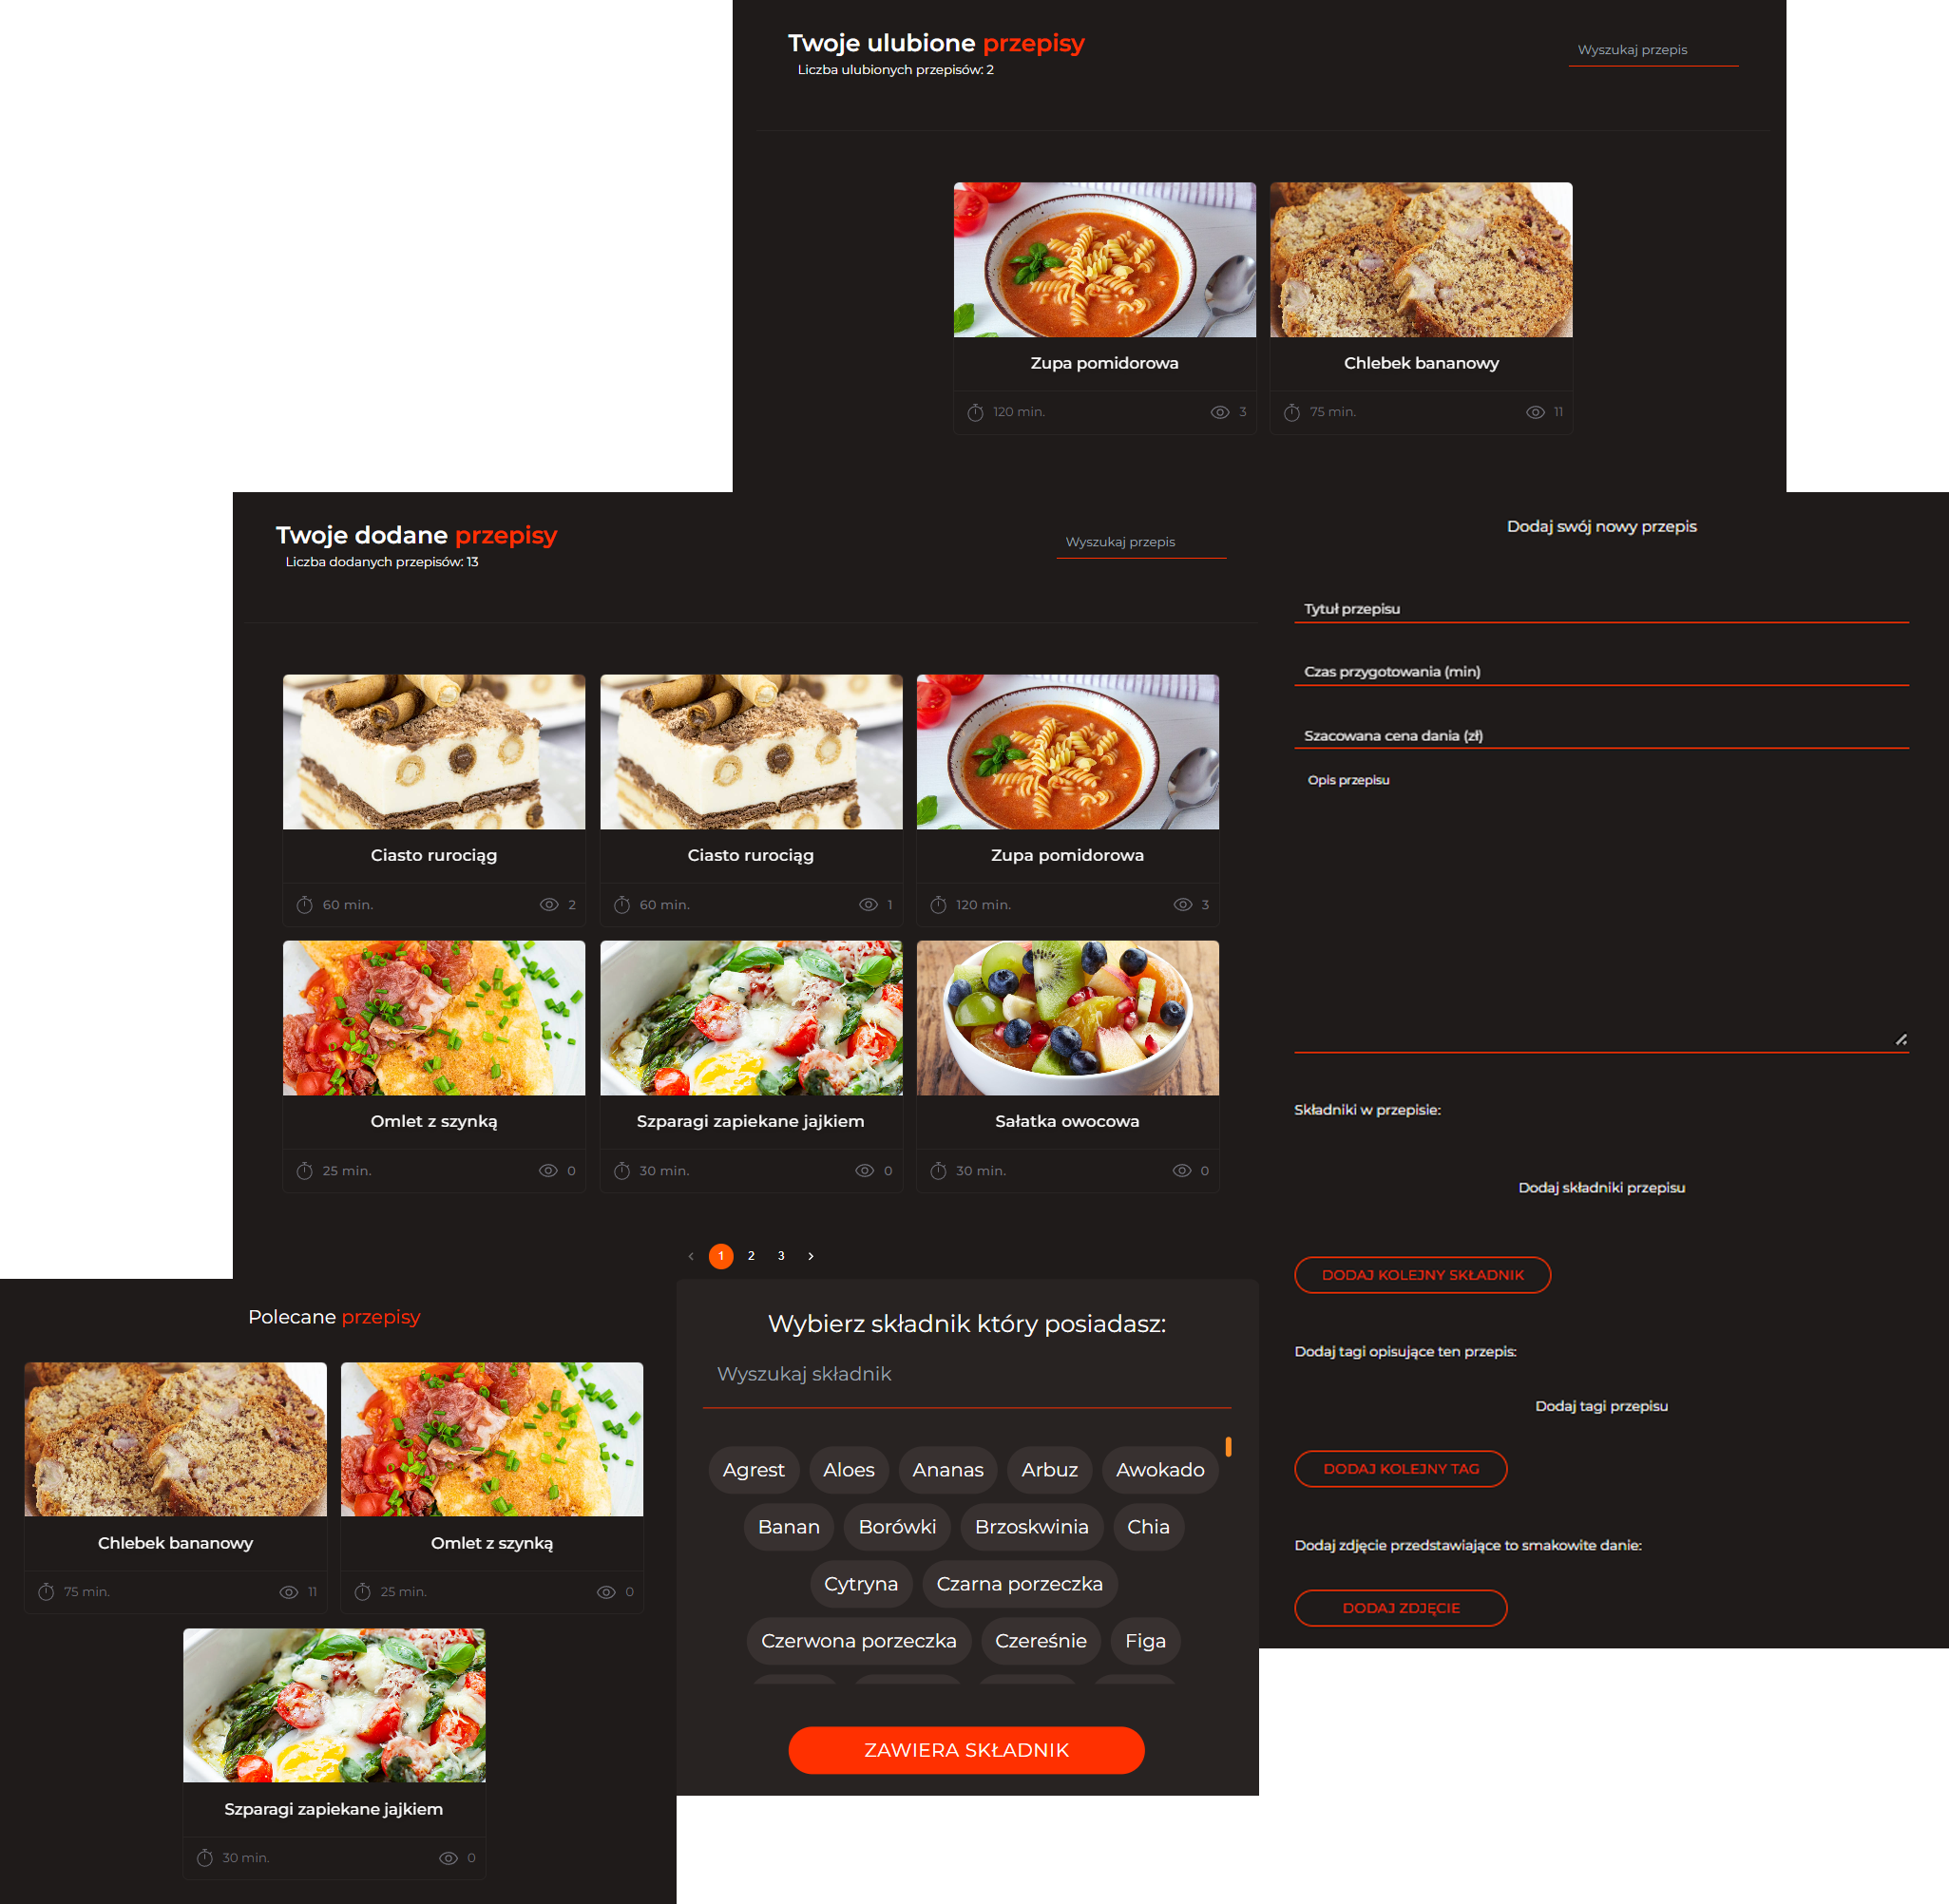 Twoje ulubione przepisy
Liczba ulubionych przepisów: 2
Wyszukaj przepis
Zupa pomidorowa
120 min.
3
Chlebek bananowy
75 min.
11
Twoje dodane przepisy
Liczba dodanych przepisów: 13
Wyszukaj przepis
Ciasto rurociąg
60 min.
2
Ciasto rurociąg
60 min.
1
Zupa pomidorowa
120 min.
3
Omlet z szynką
25 min.
0
Szparagi zapiekane jajkiem
30 min.
0
Sałatka owocowa
30 min.
0
‹ 1 2 3 ›
Dodaj swój nowy przepis
Tytuł przepisu
Czas przygotowania (min)
Szacowana cena dania (zł)
Opis przepisu
Składniki w przepisie:
Dodaj składniki przepisu
DODAJ KOLEJNY SKŁADNIK
Dodaj tagi opisujące ten przepis:
Dodaj tagi przepisu
DODAJ KOLEJNY TAG
Dodaj zdjęcie przedstawiające to smakowite danie:
DODAJ ZDJĘCIE
Polecane przepisy
Chlebek bananowy
75 min.
11
Omlet z szynką
25 min.
0
Szparagi zapiekane jajkiem
30 min.
0
Wybierz składnik który posiadasz:
Wyszukaj składnik
Agrest Aloes Ananas Arbuz Awokado
Banan Borówki Brzoskwinia Chia
Cytryna Czarna porzeczka
Czerwona porzeczka Czereśnie Figa
ZAWIERA SKŁADNIK